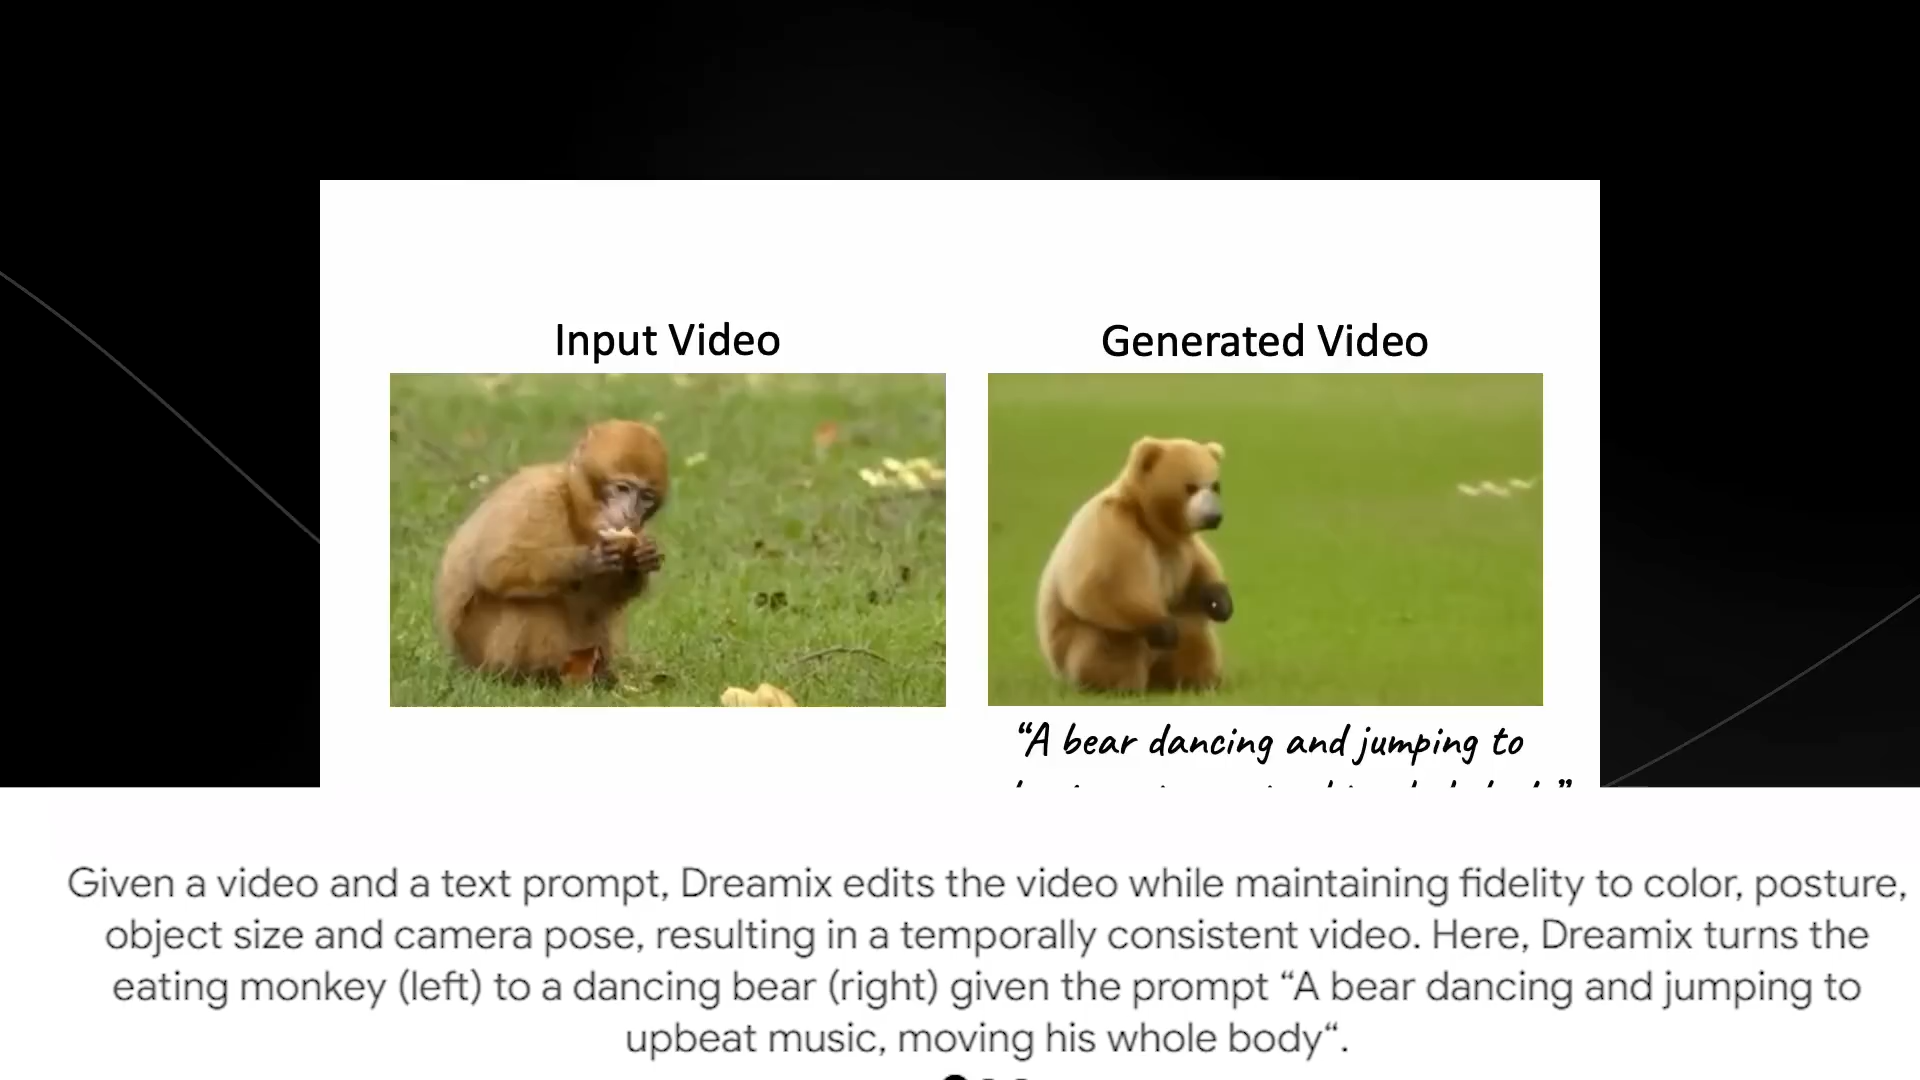 Input Video
Generated Video
“A bear dancing and jumping to
Given a video and a text prompt, Dreamix edits the video while maintaining fidelity to color, posture,
object size and camera pose, resulting in a temporally consistent video. Here, Dreamix turns the
eating monkey (left) to a dancing bear (right) given the prompt “A bear dancing and jumping to
upbeat music, moving his whole body“.